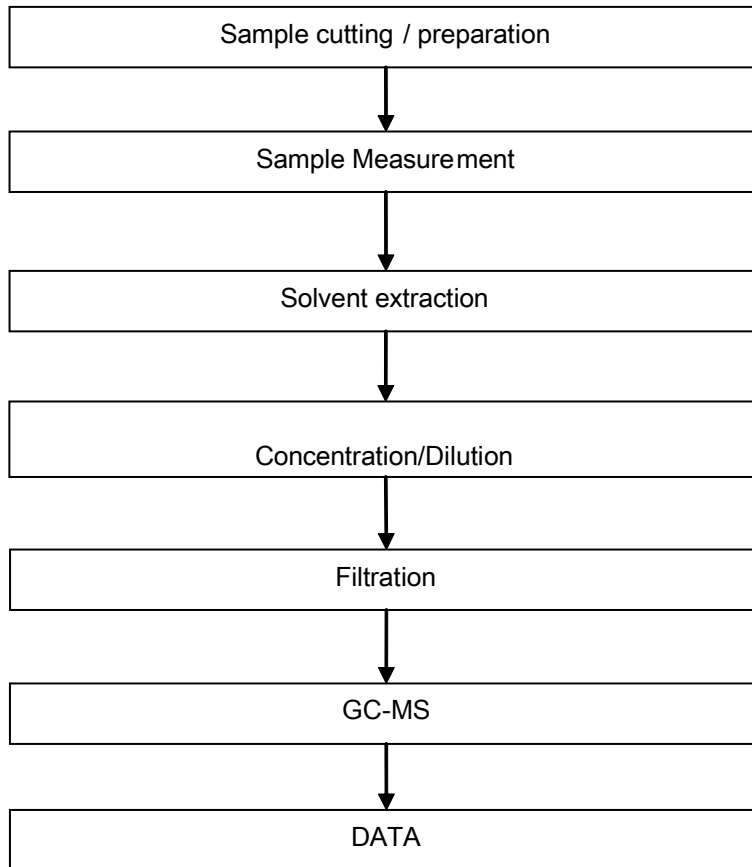 Sample cutting / preparation
Sample Measurement
Solvent extraction
Concentration/Dilution
Filtration
GC-MS
DATA